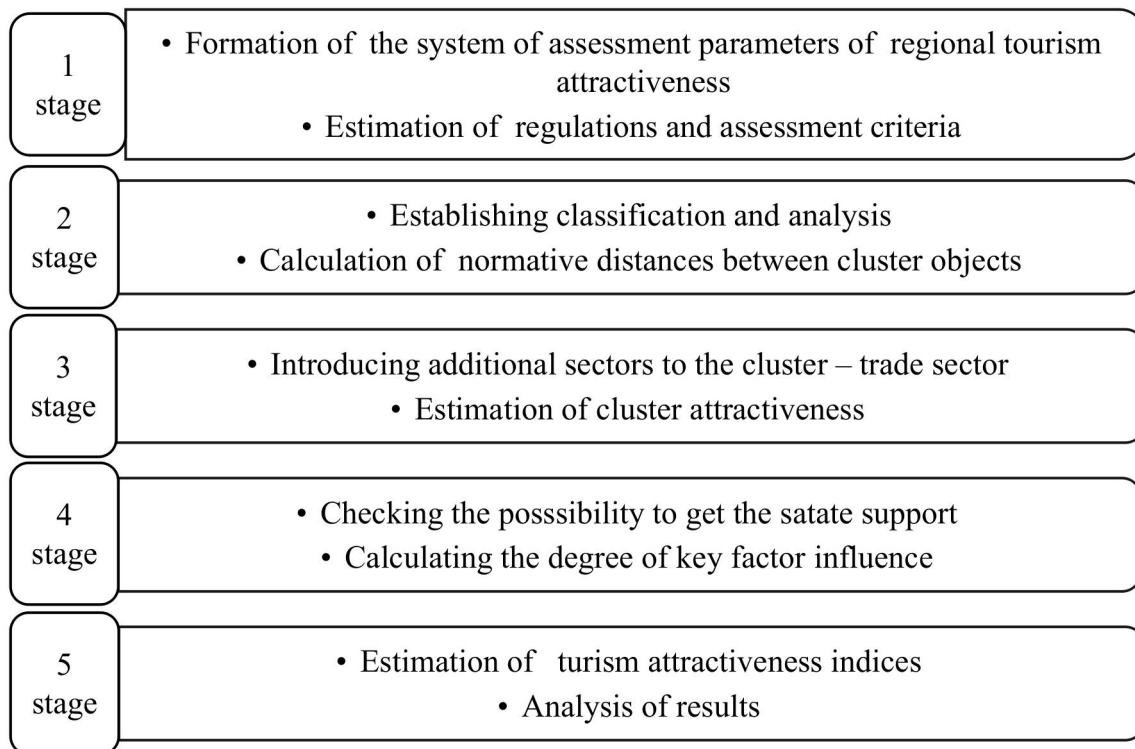 1
stage
• Formation of the system of assessment parameters of regional tourism
attractiveness
• Estimation of regulations and assessment criteria
2
stage
• Establishing classification and analysis
• Calculation of normative distances between cluster objects
3
stage
• Introducing additional sectors to the cluster – trade sector
• Estimation of cluster attractiveness
4
stage
• Checking the posssibility to get the satate support
• Calculating the degree of key factor influence
5
stage
• Estimation of turism attractiveness indices
• Analysis of results